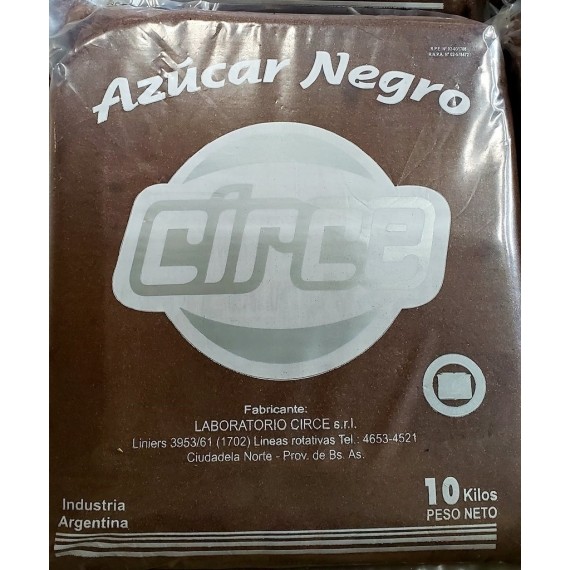 Azúcar Negro
circe
Fabricante:
LABORATORIO CIRCE s.r.l.
Liniers 3953/61 (1702) Lineas rotativas Tel.: 4653-4521
Ciudadela Norte - Prov. de Bs. As.
Industria
Argentina
10 Kilos
PESO NETO